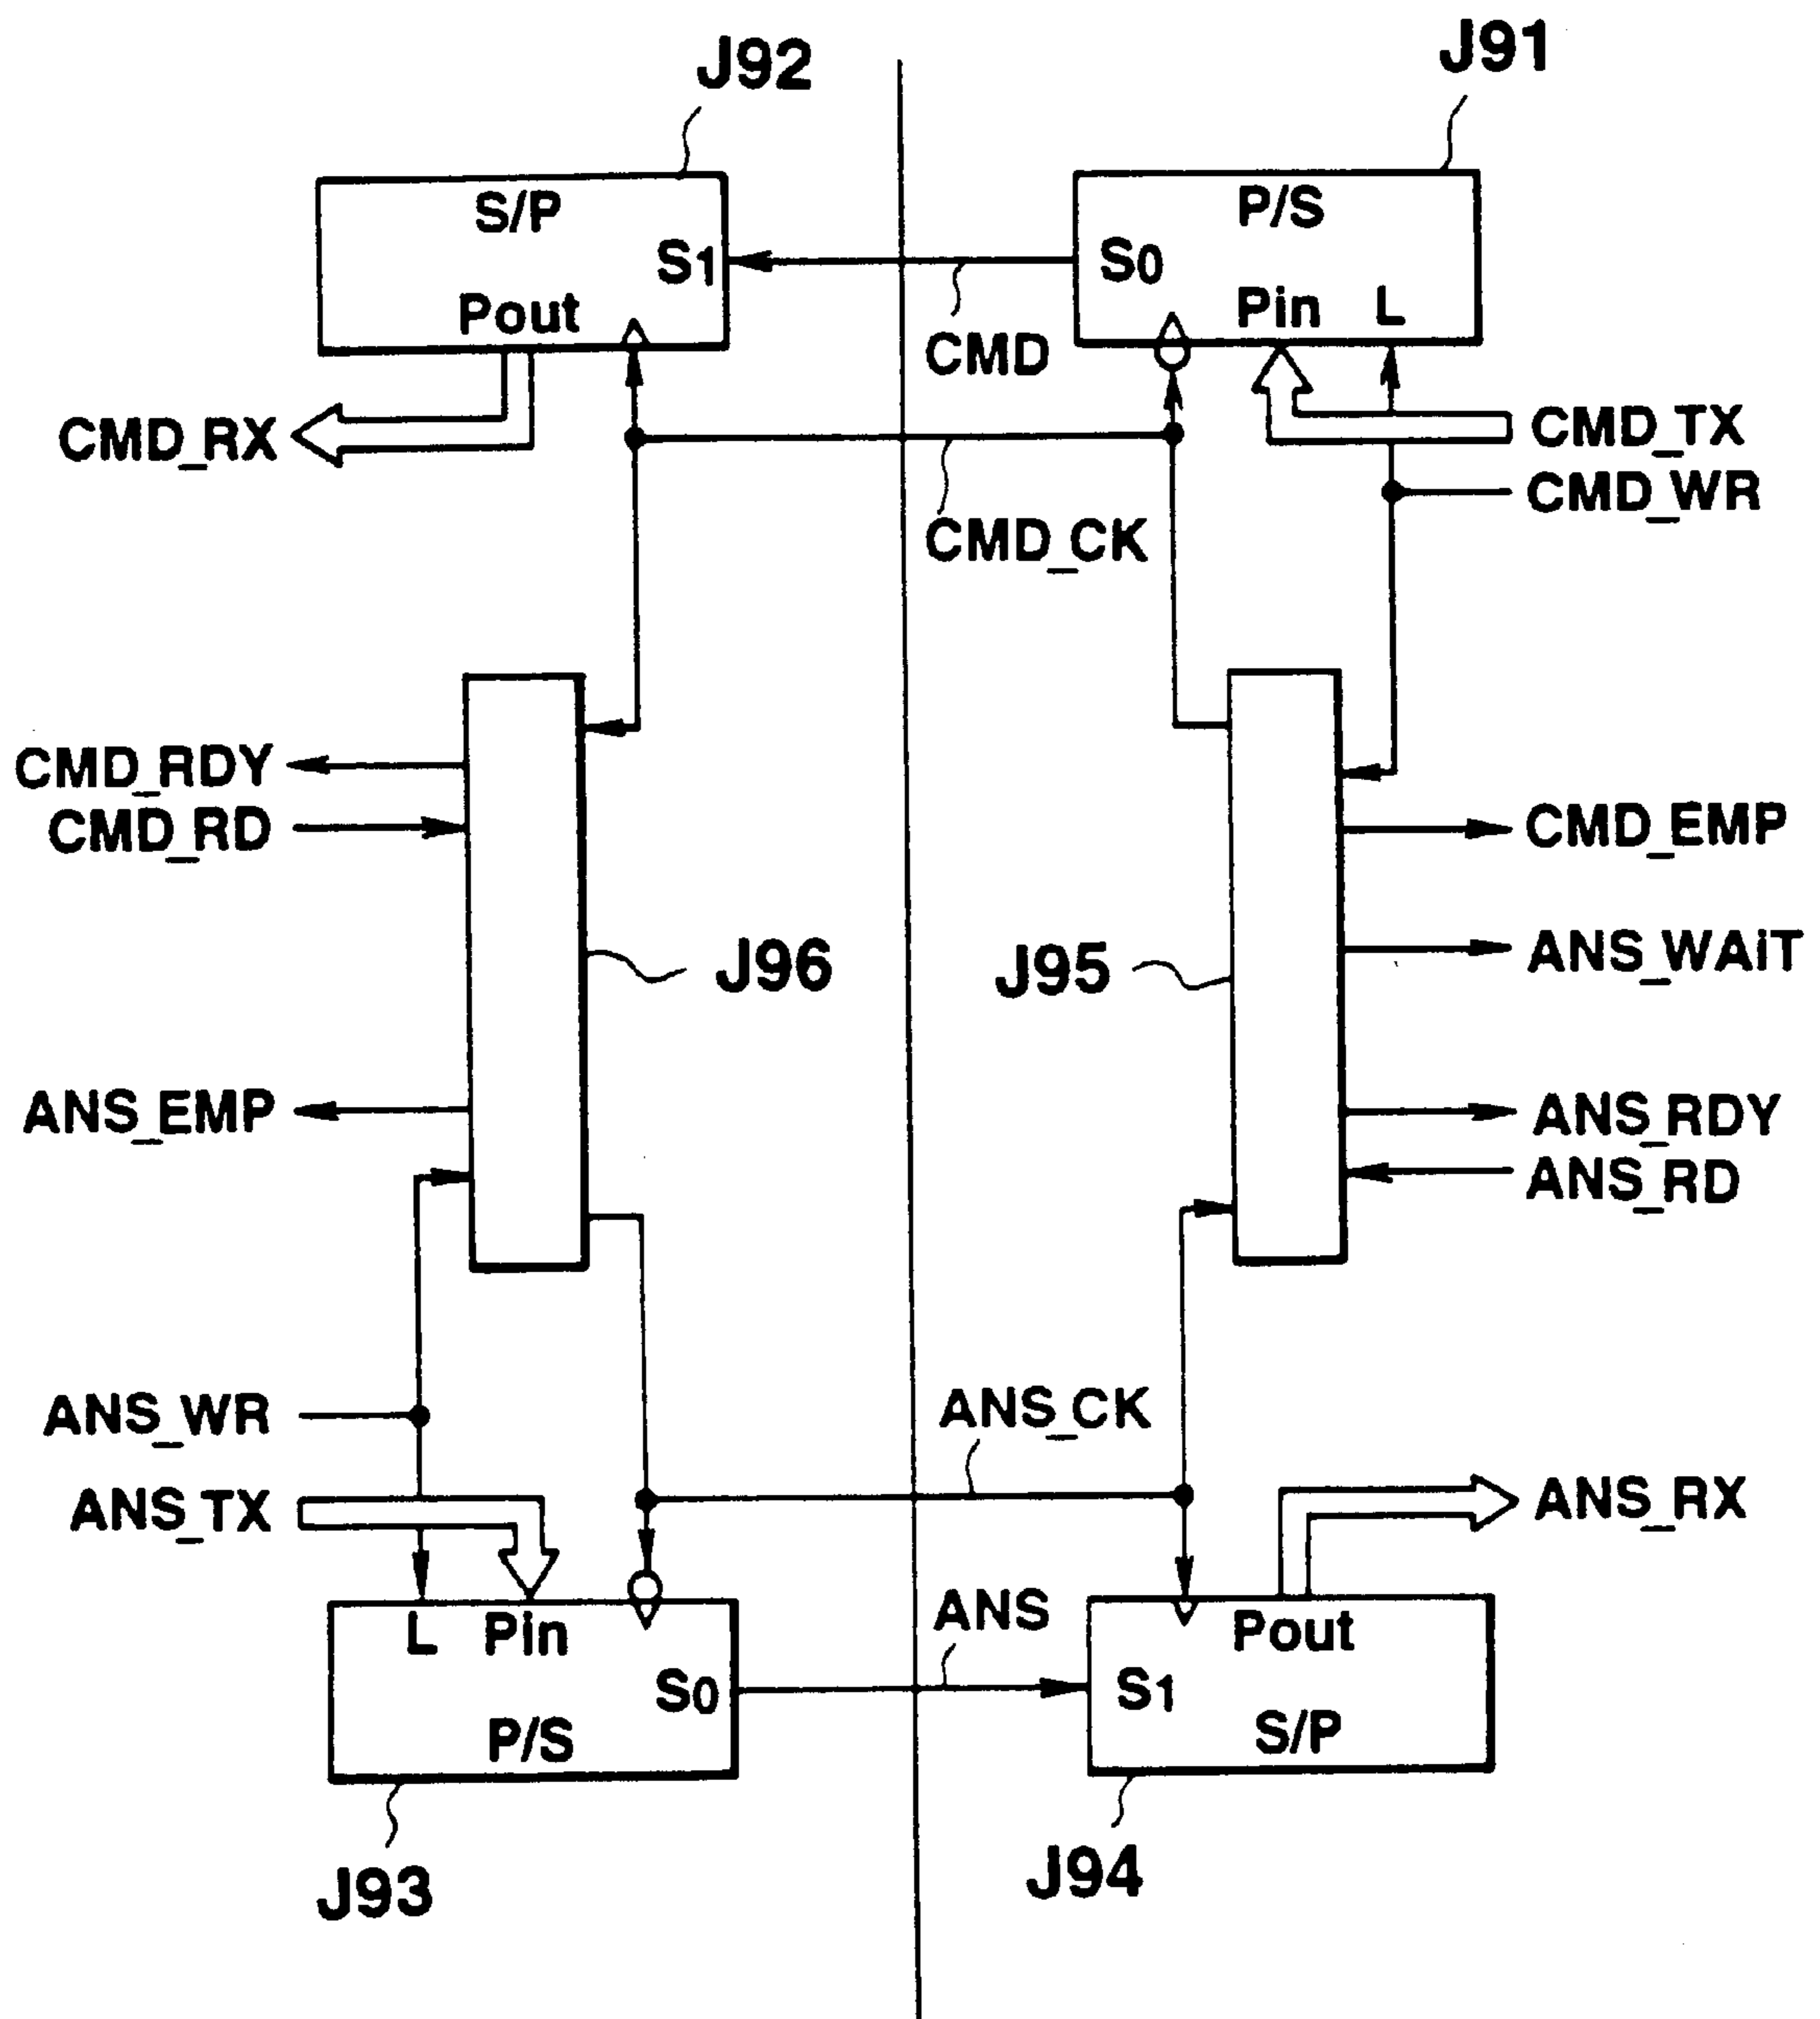 J92
J91
S/P
S1
Pout
P/S
S0
Pin
L
CMD
CMD_RX
CMD_TX
CMD_WR
CMD_CK
CMD_RDY
CMD_RD
CMD_EMP
J96
J95
ANS_WAiT
ANS_EMP
ANS_RDY
ANS_RD
ANS_WR
ANS_CK
ANS_TX
ANS_RX
L
Pin
S0
P/S
ANS
Pout
S1
S/P
J93
J94